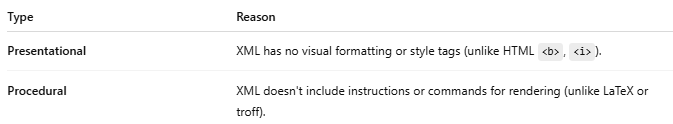 Type Reason
Presentational XML has no visual formatting or style tags (unlike HTML <b>, <i>).
Procedural XML doesn't include instructions or commands for rendering (unlike LaTeX or
troff).